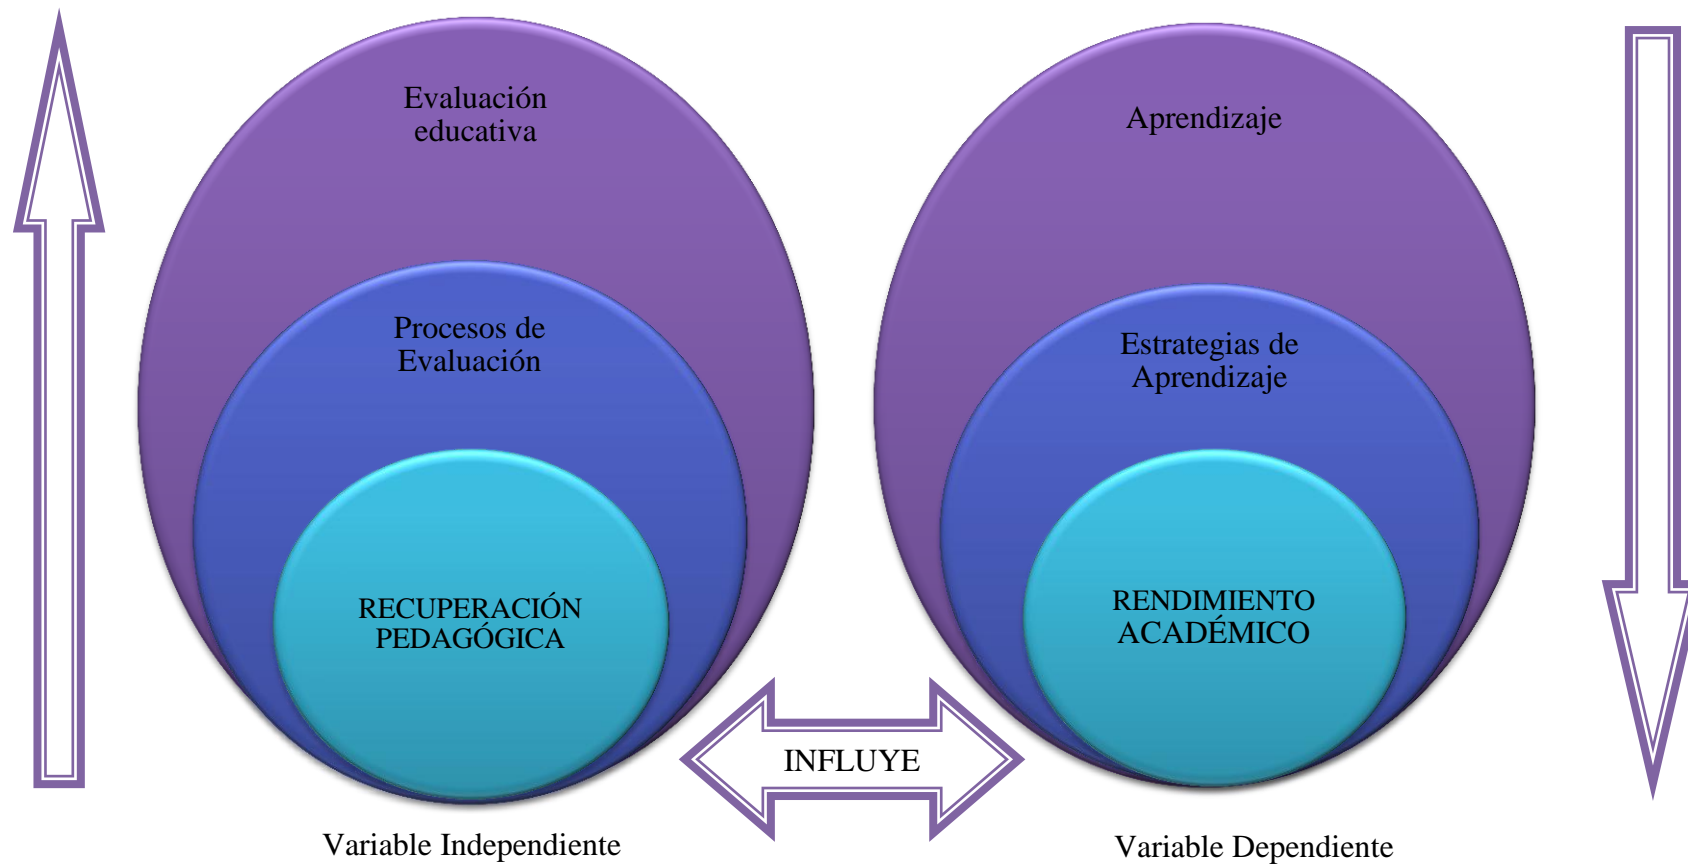 Evaluación
educativa
Procesos de
Evaluación
RECUPERACIÓN
PEDAGÓGICA
Variable Independiente
INFLUYE
Aprendizaje
Estrategias de
Aprendizaje
RENDIMIENTO
ACADÉMICO
Variable Dependiente